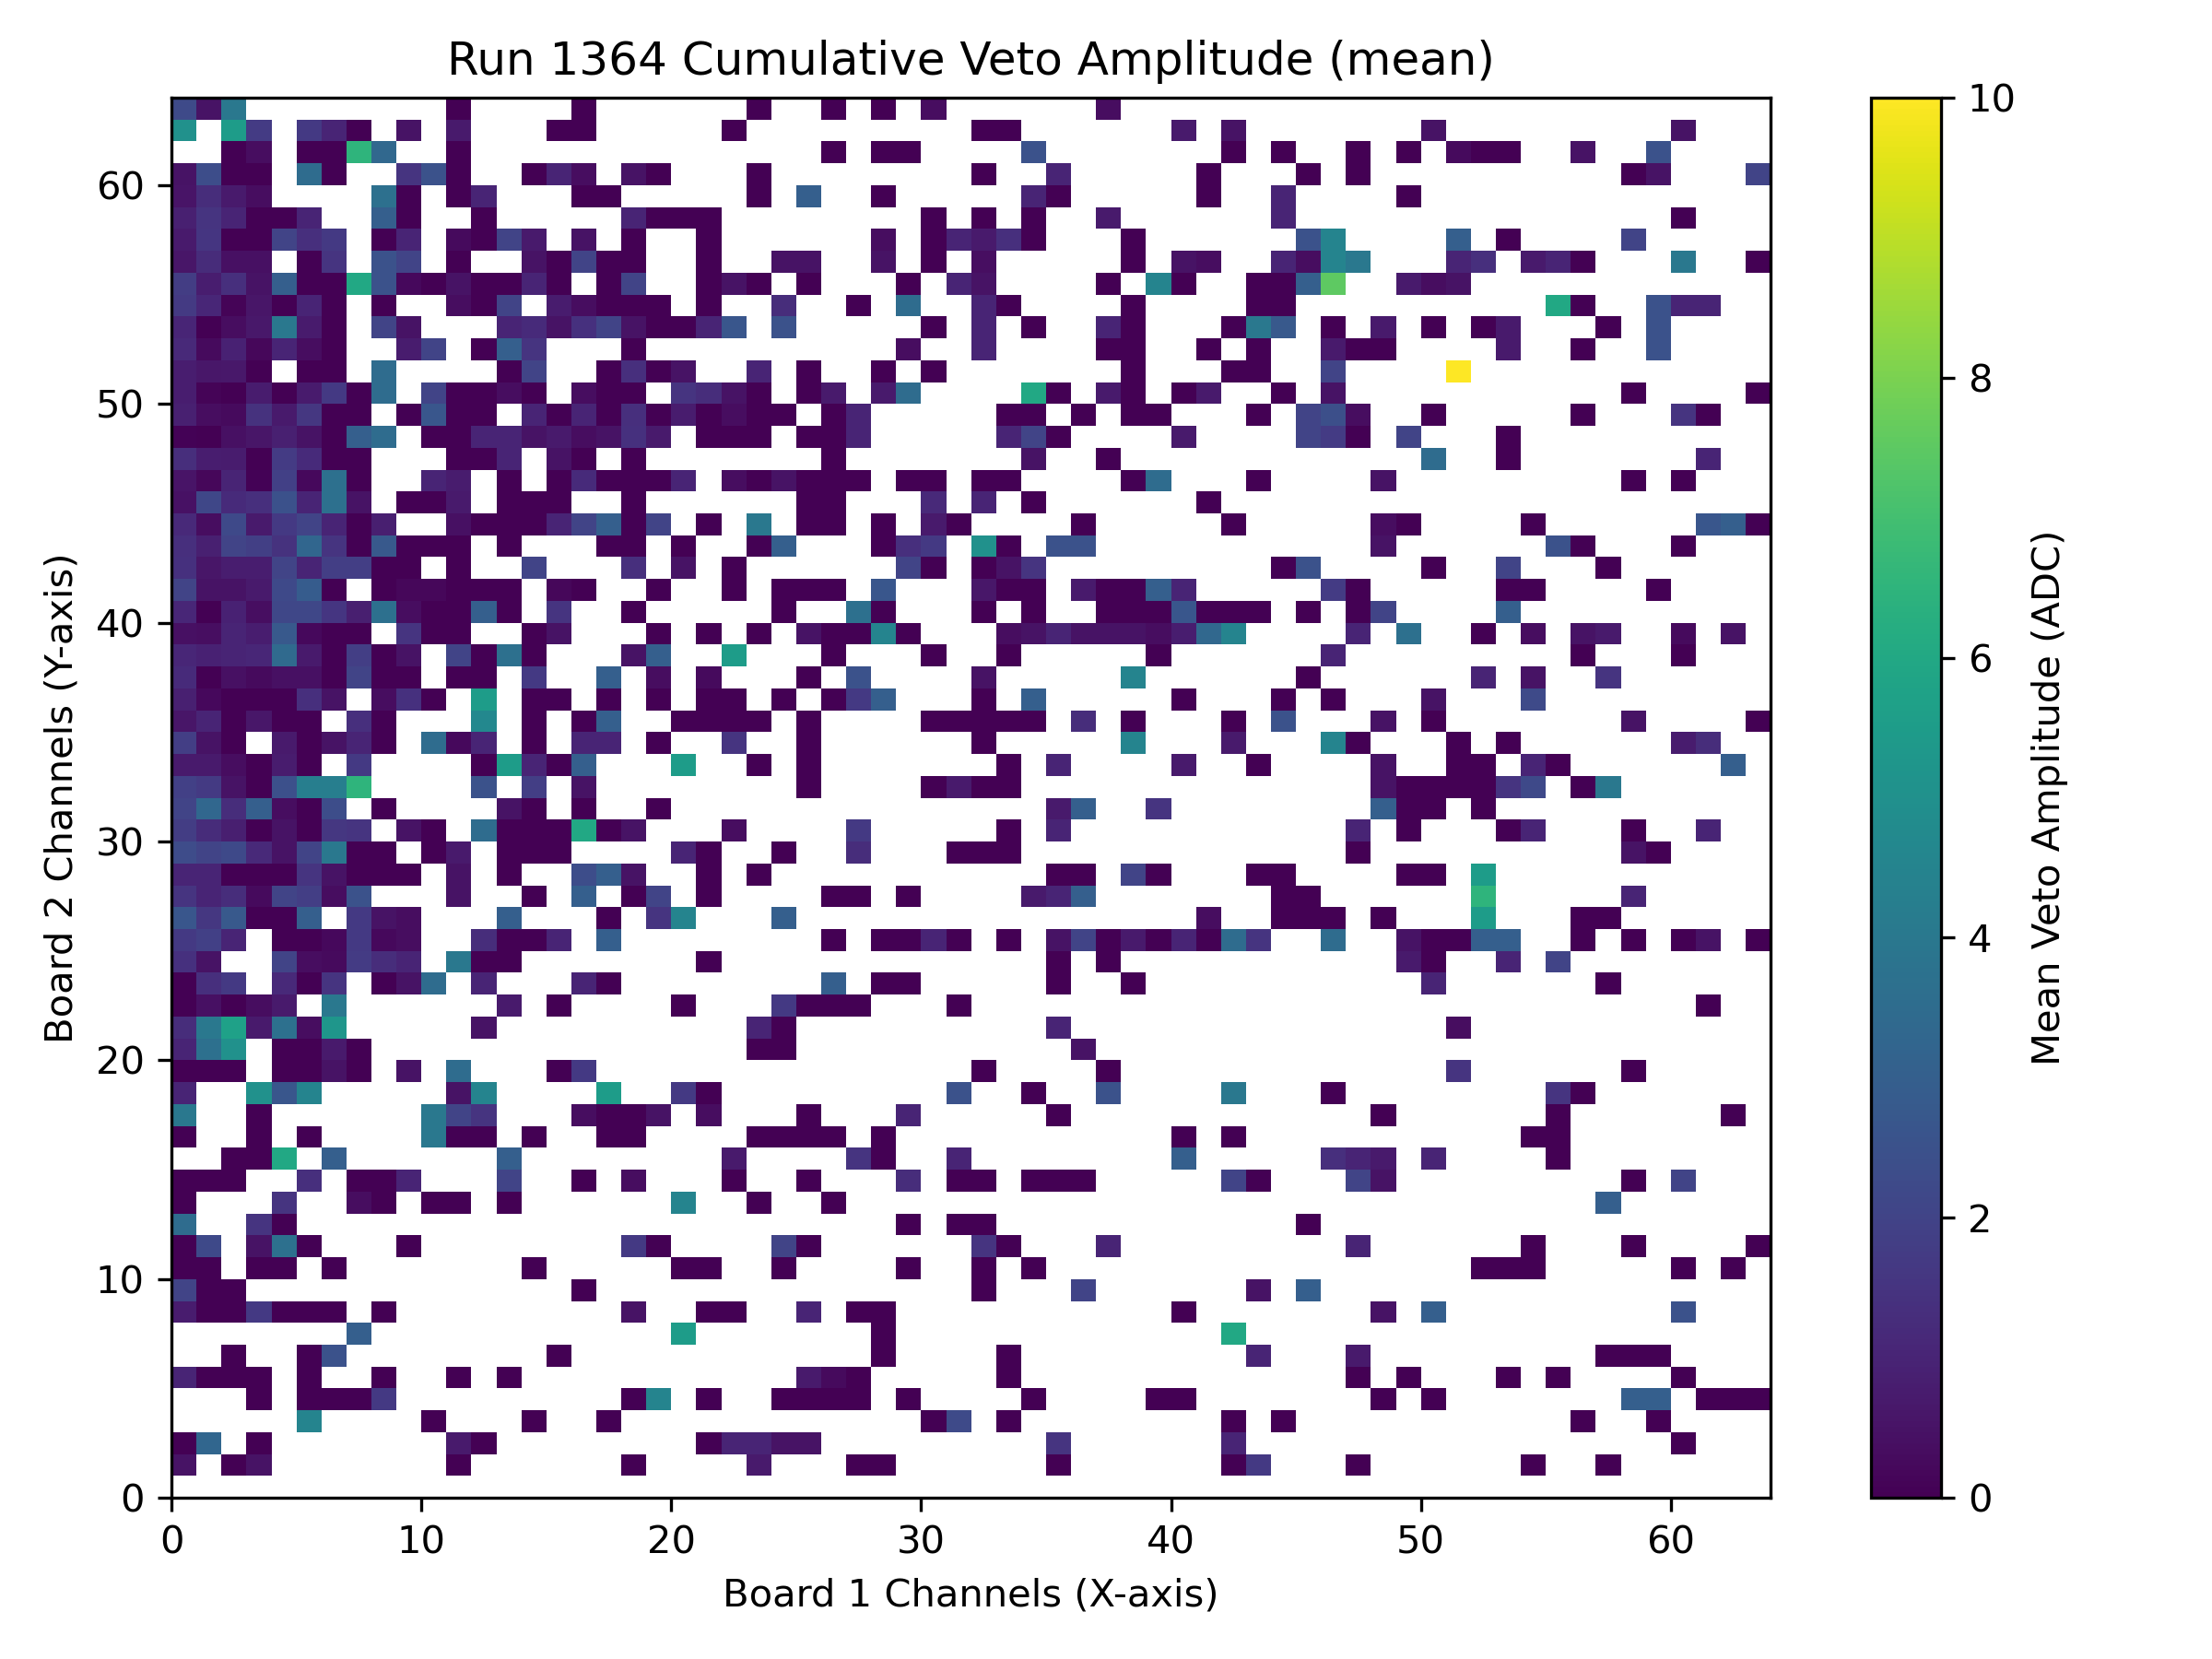 Run 1364 Cumulative Veto Amplitude (mean)
60
50
40
30
20
10
0
Board 2 Channels (Y-axis)
0 10 20 30 40 50 60
Board 1 Channels (X-axis)
10
8
6
4
2
0
Mean Veto Amplitude (ADC)